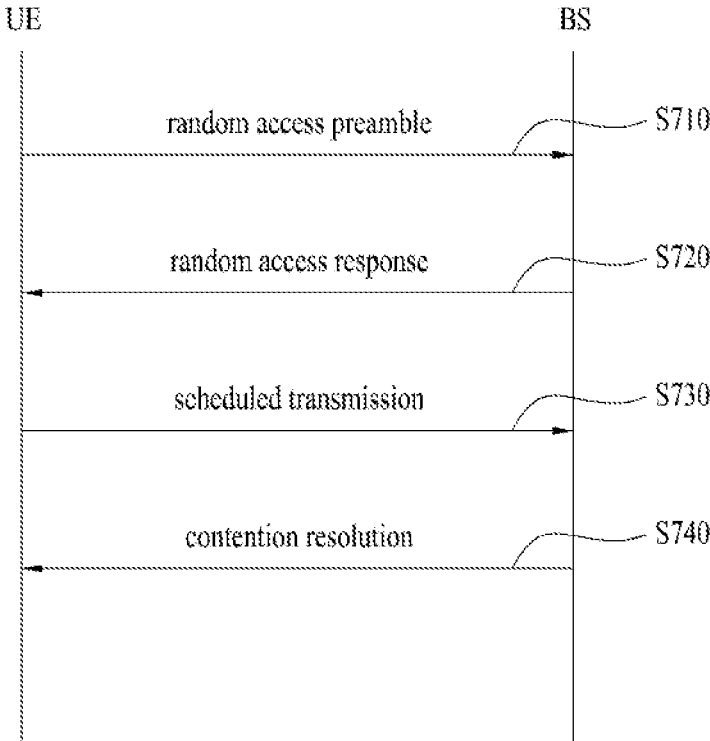 UE BS
random access preamble S710
random access response S720
scheduled transmission S730
contention resolution S740